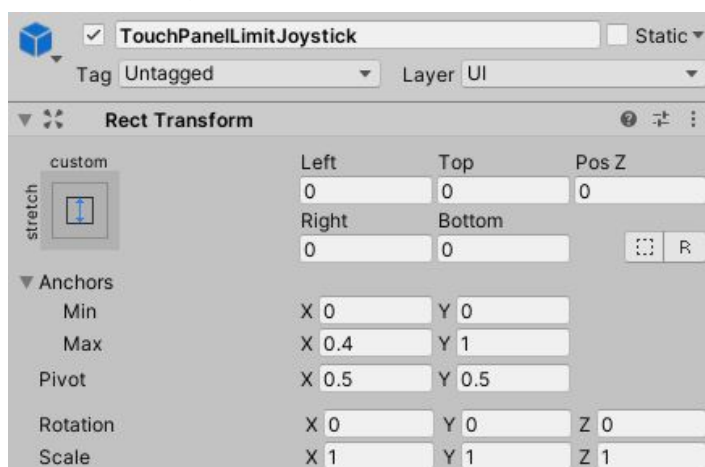 TouchPanelLimitJoystick Static
Tag Untagged Layer UI
Rect Transform
custom Left Top Pos Z
stretch 0 0 0
Right Bottom
0 0 R
Anchors
Min X 0 Y 0
Max X 0.4 Y 1
Pivot X 0.5 Y 0.5
Rotation X 0 Y 0 Z 0
Scale X 1 Y 1 Z 1